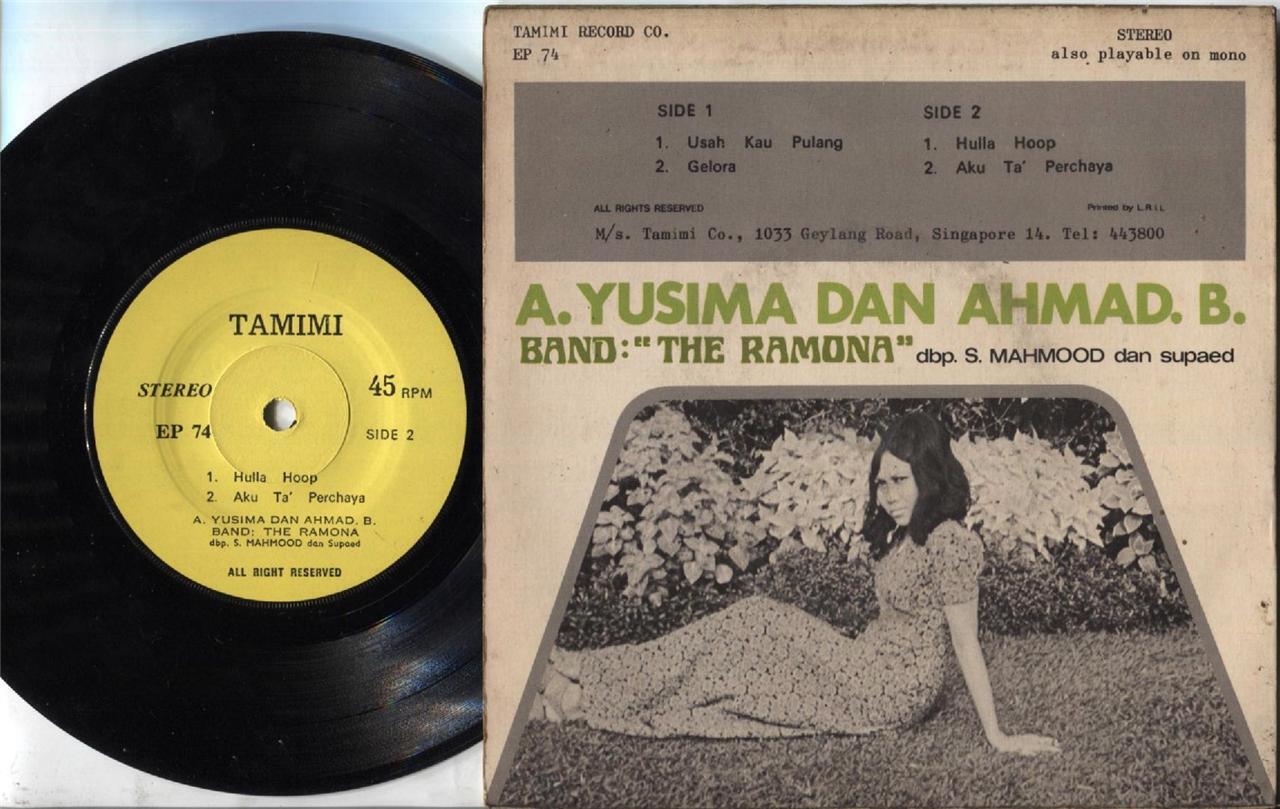 TAMIMI
STEREO
45 RPM
EP 74
SIDE 2
1. Hulla Hoop
2. Aku Ta' Perchaya
A. YUSIMA DAN AHMAD. B.
BAND: THE RAMONA
dbp. S. MAHMOOD dan Supaed
ALL RIGHT RESERVED
TAMIMI RECORD CO.
EP 74
STEREO
also playable on mono
SIDE 1
1. Usah Kau Pulang
2. Gelora
SIDE 2
1. Hulla Hoop
2. Aku Ta' Perchaya
ALL RIGHTS RESERVED
Printed by L.R.I.L
M/s. Tamimi Co., 1033 Geylang Road, Singapore 14. Tel: 443800
A. YUSIMA DAN AHMAD. B.
BAND: "THE RAMONA" dbp. S. MAHMOOD dan supaed